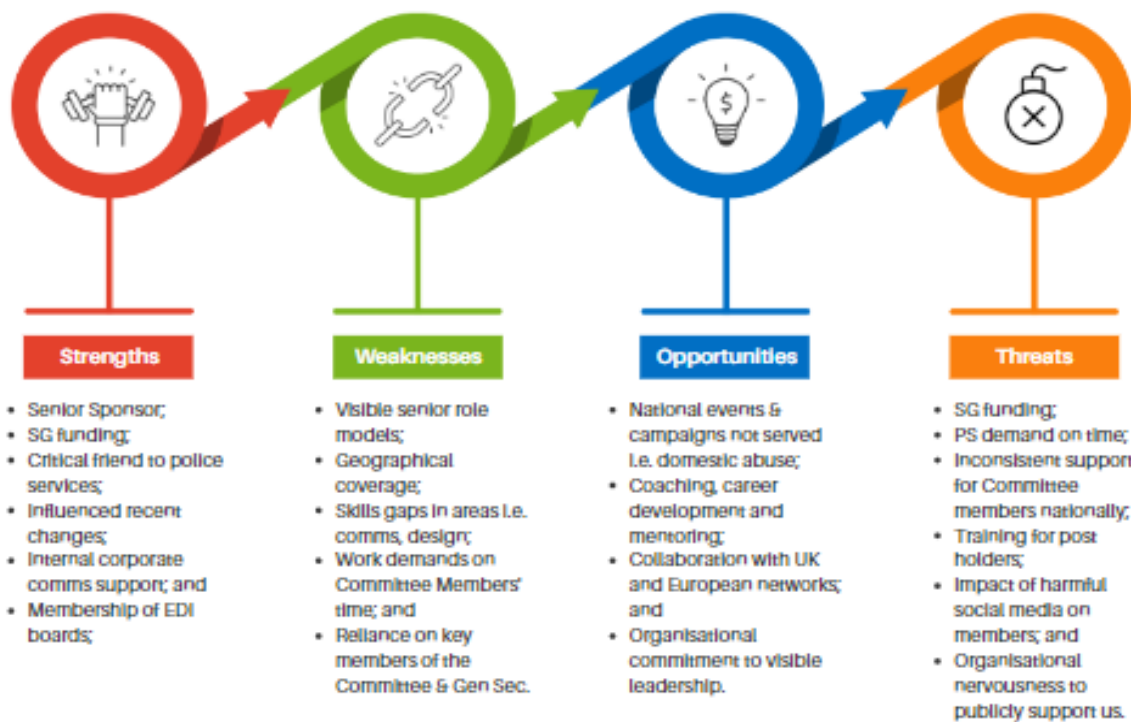 $
Strengths
• Senior Sponsor;
• SG funding;
• Critical friend to police
services;
• Influenced recent
changes;
• Internal corporate
comms support; and
• Membership of EDI
boards;
Weaknesses
• Visible senior role
models;
• Geographical
coverage;
• Skills gaps in areas i.e.
comms, design;
• Work demands on
Committee Members'
time; and
• Reliance on key
members of the
Committee & Gen Sec.
Opportunities
• National events &
campaigns not served
i.e. domestic abuse;
• Coaching, career
development and
mentoring;
• Collaboration with UK
and European networks;
and
• Organisational
commitment to visible
leadership.
Threats
• SG funding;
• PS demand on time;
• Inconsistent support
for Committee
members nationally;
• Training for post
holders;
• Impact of harmful
social media on
members; and
• Organisational
nervousness to
publicly support us.